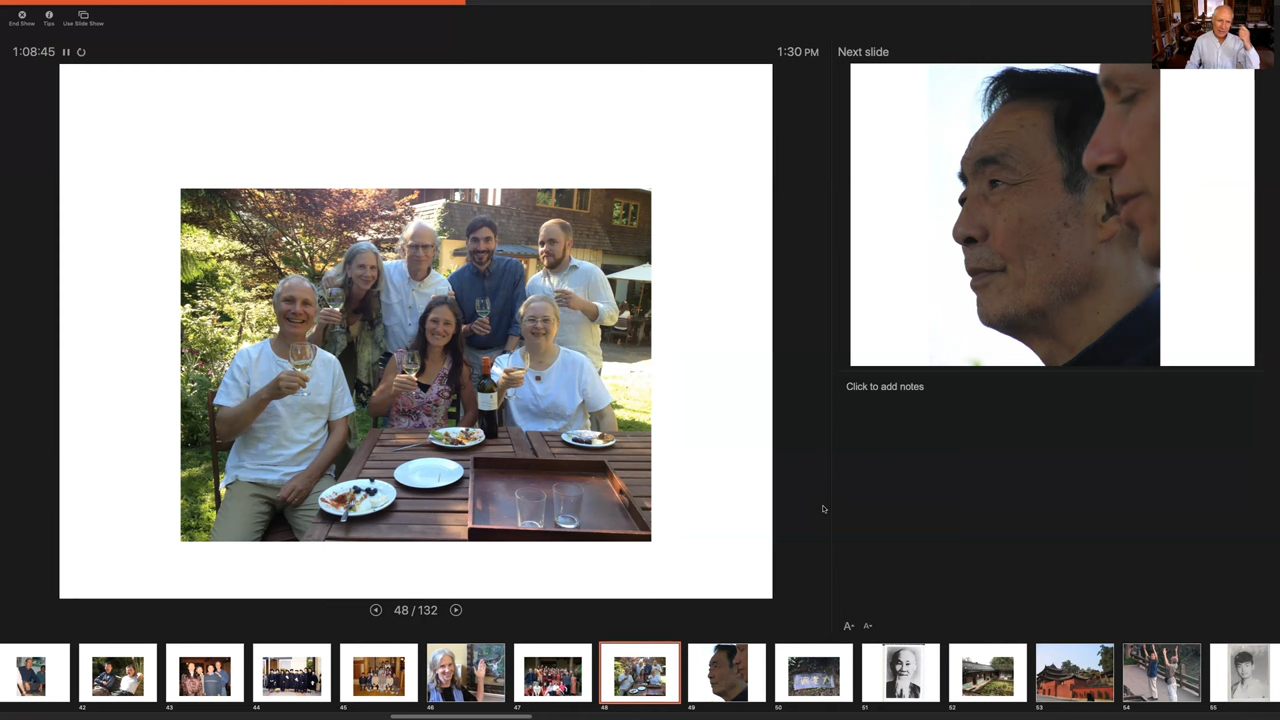 End Show
Tips
Use Slide Show
1:08:45
1:30 PM
Next slide
Click to add notes
48 / 132
A
A
42
43
44
45
46
47
48
49
50
51
52
53
54
55